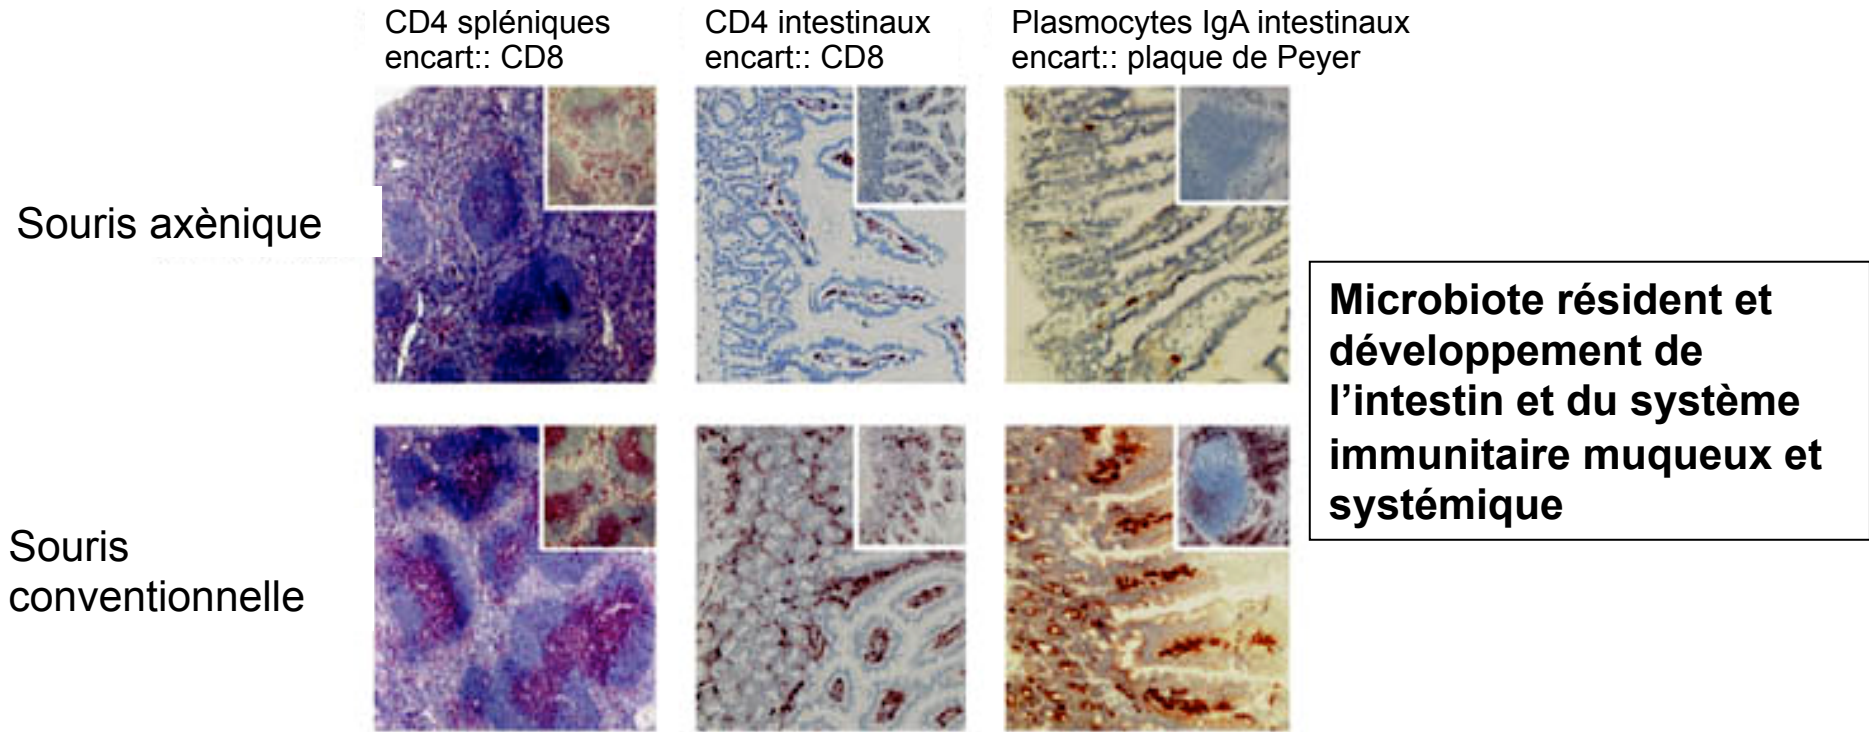 CD4 spléniques
encart:: CD8
CD4 intestinaux
encart:: CD8
Plasmocytes IgA intestinaux
encart:: plaque de Peyer
Souris axènique
Microbiote résident et
développement de
l’intestin et du système
immunitaire muqueux et
systémique
Souris
conventionnelle